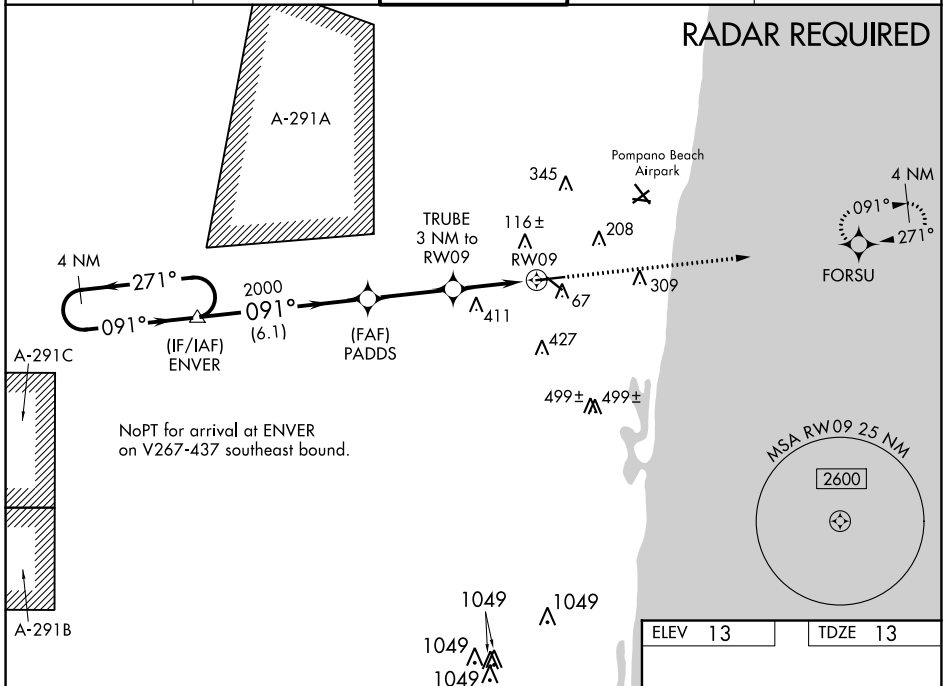 RADAR REQUIRED
A-291A
Pompano Beach
Airpark
345
4 NM
091°
271°
FORSU
TRUBE
3 NM to
RW09
116±
208
RW09
67
309
4 NM
271°
2000
091°
(6.1)
091°
411
(IF/IAF)
ENVER
(FAF)
PADDS
427
A-291C
499±
499±
NoPT for arrival at ENVER
on V267-437 southeast bound.
MSA RW09 25 NM
2600
A-291B
1049
1049
1049
1049
ELEV 13
TDZE 13